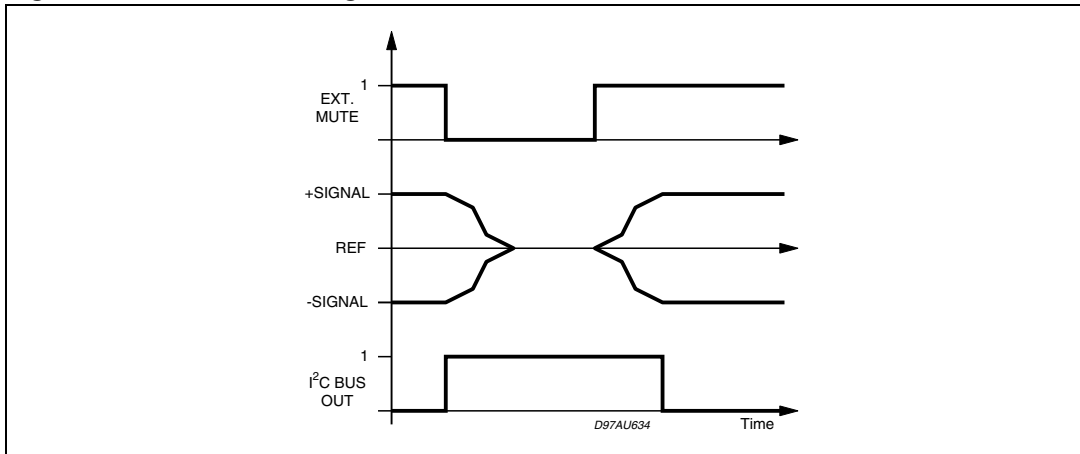 1
EXT.
MUTE
+SIGNAL
REF
-SIGNAL
1
I²C BUS
OUT
D97AU634
Time